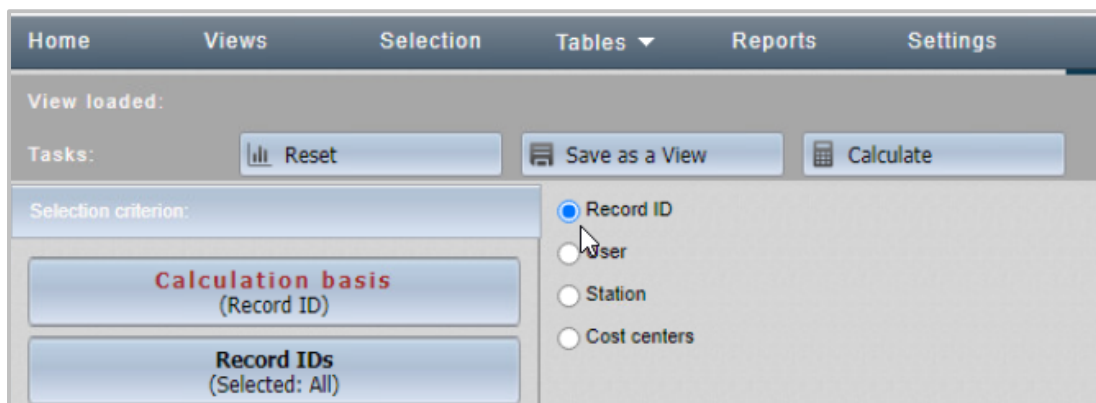 Home Views Selection Tables Reports Settings
View loaded:
Tasks: Reset Save as a View Calculate
Selection criterion:
Calculation basis
(Record ID)
Record IDs
(Selected: All)
Record ID
User
Station
Cost centers